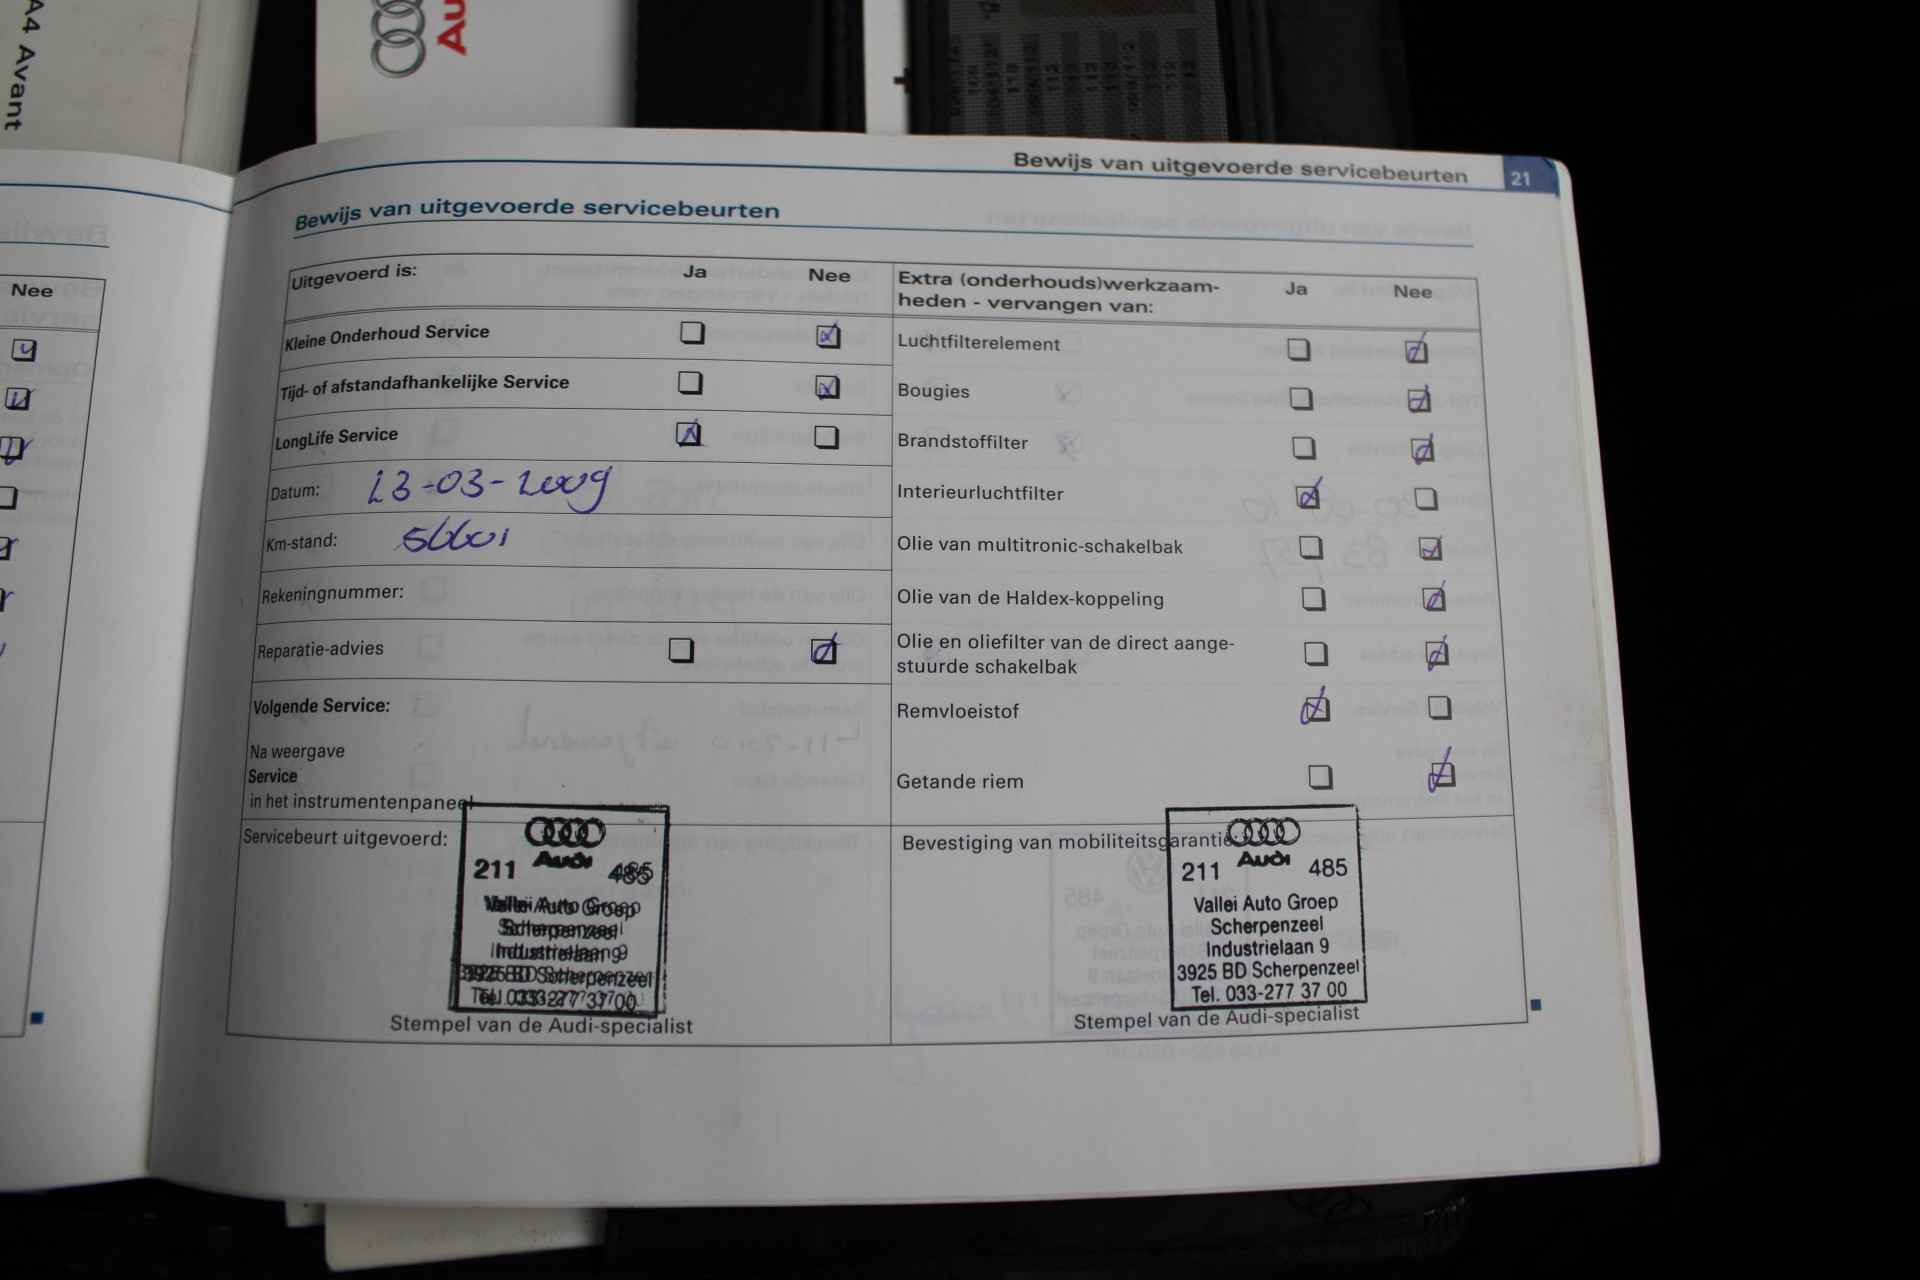 A4 Avant
Au
Bewijs van uitgevoerde servicebeurten 21
Bewijs van uitgevoerde servicebeurten
Nee
Uitgevoerd is: Ja Nee
Kleine Onderhoud Service
Tijd- of afstandafhankelijke Service
LongLife Service
Datum: 23-03-2009
Km-stand: 56601
Rekeningnummer:
Reparatie-advies
Volgende Service:
Na weergave
Service
in het instrumentenpaneel
Servicebeurt uitgevoerd:
Audi
211 485
Vallei Auto Groep
Scherpenzeel
Industrielaan 9
3925 BD Scherpenzeel
Tel. 033-277 37 00
Stempel van de Audi-specialist
Extra (onderhouds)werkzaam-
heden - vervangen van: Ja Nee
Luchtfilterelement
Bougies
Brandstoffilter
Interieurluchtfilter
Olie van multitronic-schakelbak
Olie van de Haldex-koppeling
Olie en oliefilter van de direct aange-
stuurde schakelbak
Remvloeistof
Getande riem
Bevestiging van mobiliteitsgarantie:
Audi
211 485
Vallei Auto Groep
Scherpenzeel
Industrielaan 9
3925 BD Scherpenzeel
Tel. 033-277 37 00
Stempel van de Audi-specialist